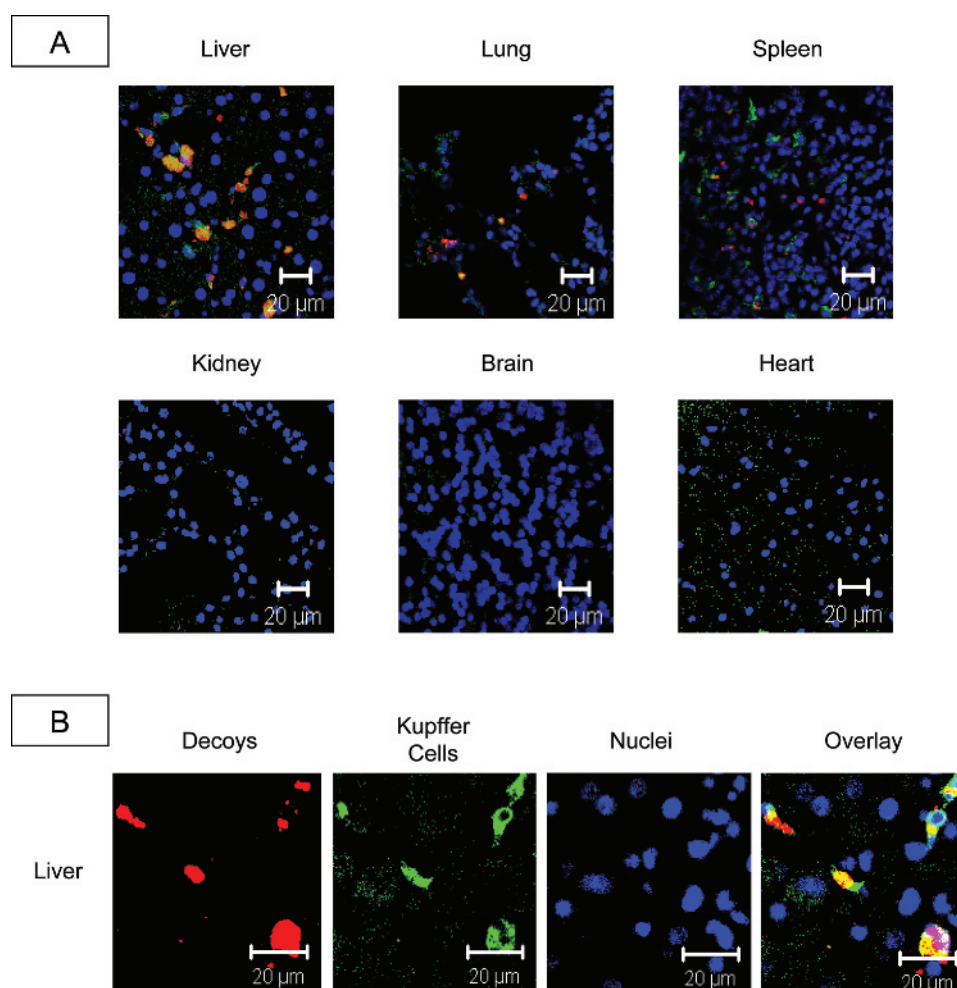 A
Liver Lung Spleen
20 µm 20 µm 20 µm
Kidney Brain Heart
20 µm 20 µm 20 µm
B
Decoys Kupffer Cells Nuclei Overlay
Liver
20 µm 20 µm 20 µm 20 µm